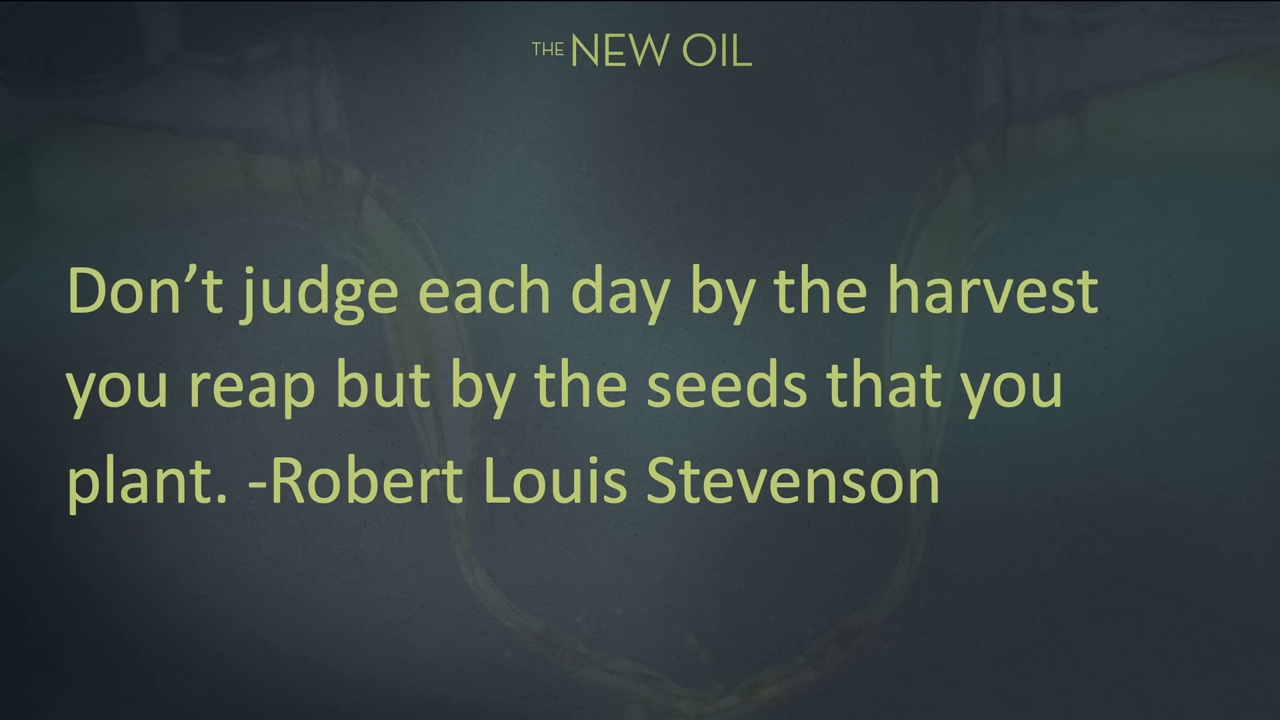 THE NEW OIL
Don’t judge each day by the harvest
you reap but by the seeds that you
plant. -Robert Louis Stevenson